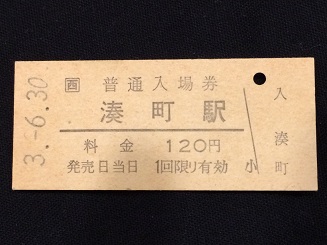 3.-6.30
㊄ 普通入場券
湊町駅
料金 120円
発売日当日 1回限り有効 小
入
湊
町